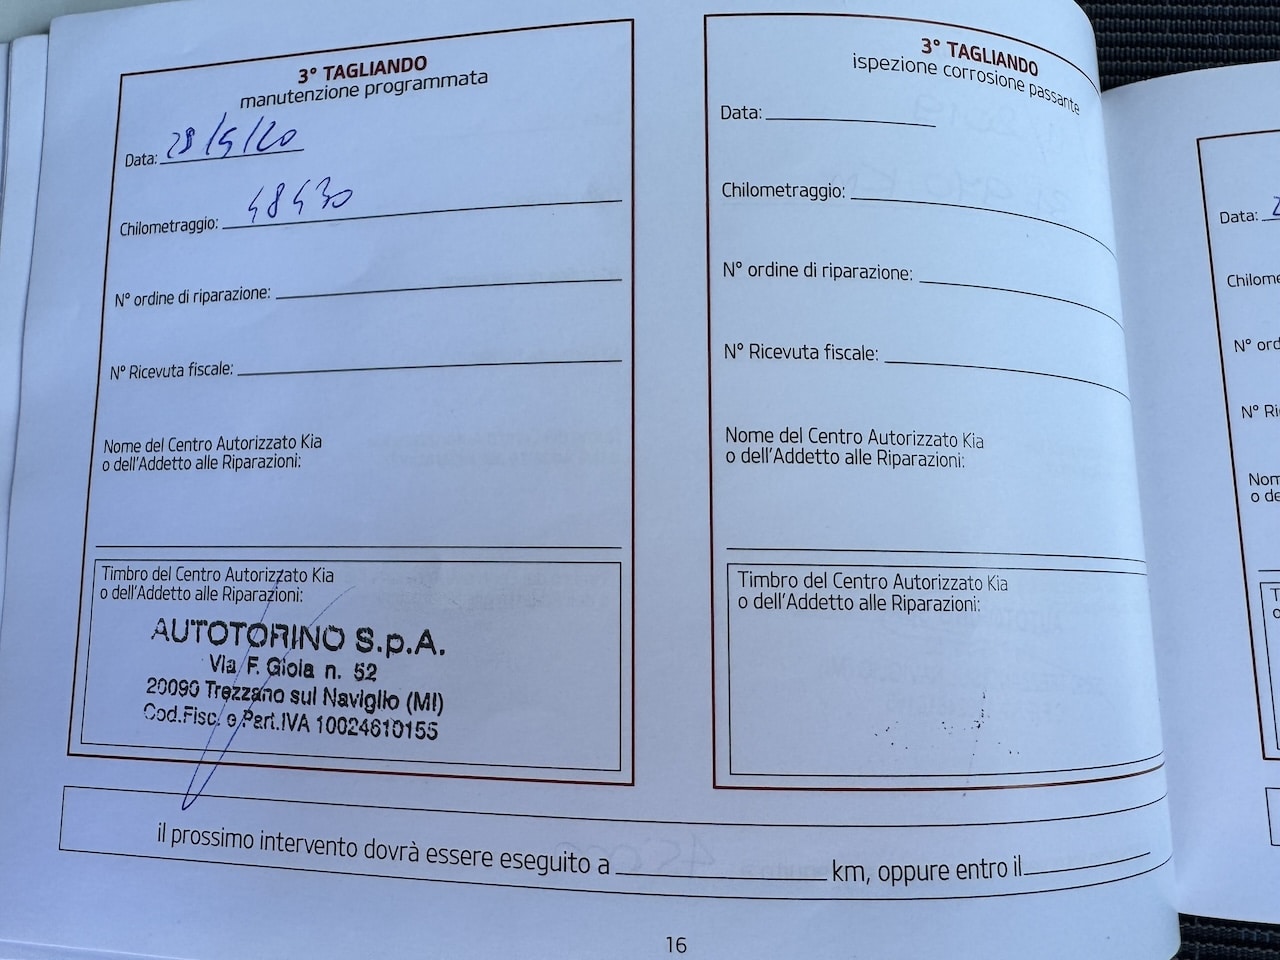 3° TAGLIANDO
manutenzione programmata
Data: 28/5/20
Chilometraggio: 48430
N° ordine di riparazione:
N° Ricevuta fiscale:
Nome del Centro Autorizzato Kia
o dell'Addetto alle Riparazioni:
Timbro del Centro Autorizzato Kia
o dell'Addetto alle Riparazioni:
AUTOTORINO S.p.A.
Via F. Gioia n. 52
20090 Trezzano sul Naviglio (MI)
Cod.Fisc. e Part.IVA 10024610155
3° TAGLIANDO
ispezione corrosione passante
Data:
Chilometraggio:
N° ordine di riparazione:
N° Ricevuta fiscale:
Nome del Centro Autorizzato Kia
o dell'Addetto alle Riparazioni:
Timbro del Centro Autorizzato Kia
o dell'Addetto alle Riparazioni:
il prossimo intervento dovrà essere eseguito a km, oppure entro il
16
Data:
Chilome
N° ord
N° Ri
Nom
o de